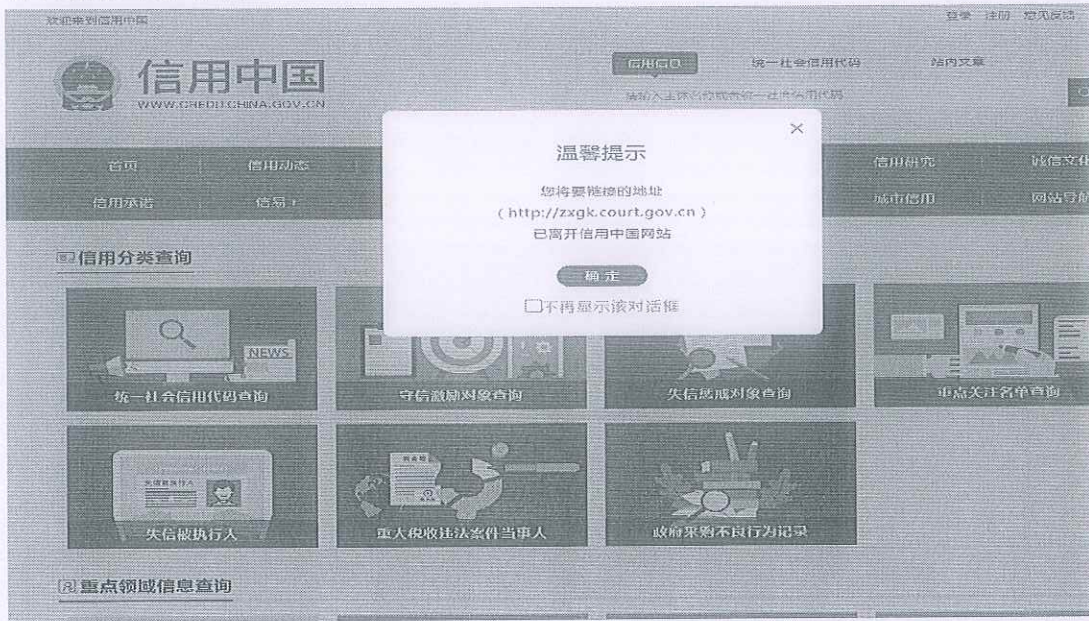 欢迎来到信用中国
登录 注册 意见反馈
信用中国
WWW.CREDITCHINA.GOV.CN
信用信息 统一社会信用代码 站内文章
首页 信用动态 信用研究 诚信文化
信用承诺 信易+ 城市信用 网站导航
×
温馨提示
您将要链接的地址
(http://zxgk.court.gov.cn)
已离开信用中国网站
确定
不再显示该对话框
信用分类查询
NEWS
统一社会信用代码查询
守信激励对象查询
失信惩戒对象查询
重点关注名单查询
失信被执行人
失信被执行人
重大税收违法案件当事人
政府采购不良行为记录
重点领域信息查询